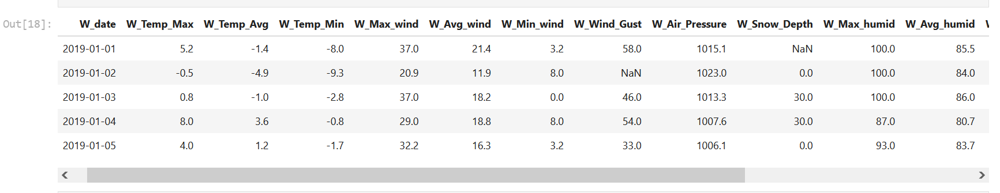 Out[18]:
W_date W_Temp_Max W_Temp_Avg W_Temp_Min W_Max_wind W_Avg_wind W_Min_wind W_Wind_Gust W_Air_Pressure W_Snow_Depth W_Max_humid W_Avg_humid
2019-01-01 5.2 -1.4 -8.0 37.0 21.4 3.2 58.0 1015.1 NaN 100.0 85.5
2019-01-02 -0.5 -4.9 -9.3 20.9 11.9 8.0 NaN 1023.0 0.0 100.0 84.0
2019-01-03 0.8 -1.0 -2.8 37.0 18.2 0.0 46.0 1013.3 30.0 100.0 86.0
2019-01-04 8.0 3.6 -0.8 29.0 18.8 8.0 54.0 1007.6 30.0 87.0 80.7
2019-01-05 4.0 1.2 -1.7 32.2 16.3 3.2 33.0 1006.1 0.0 93.0 83.7